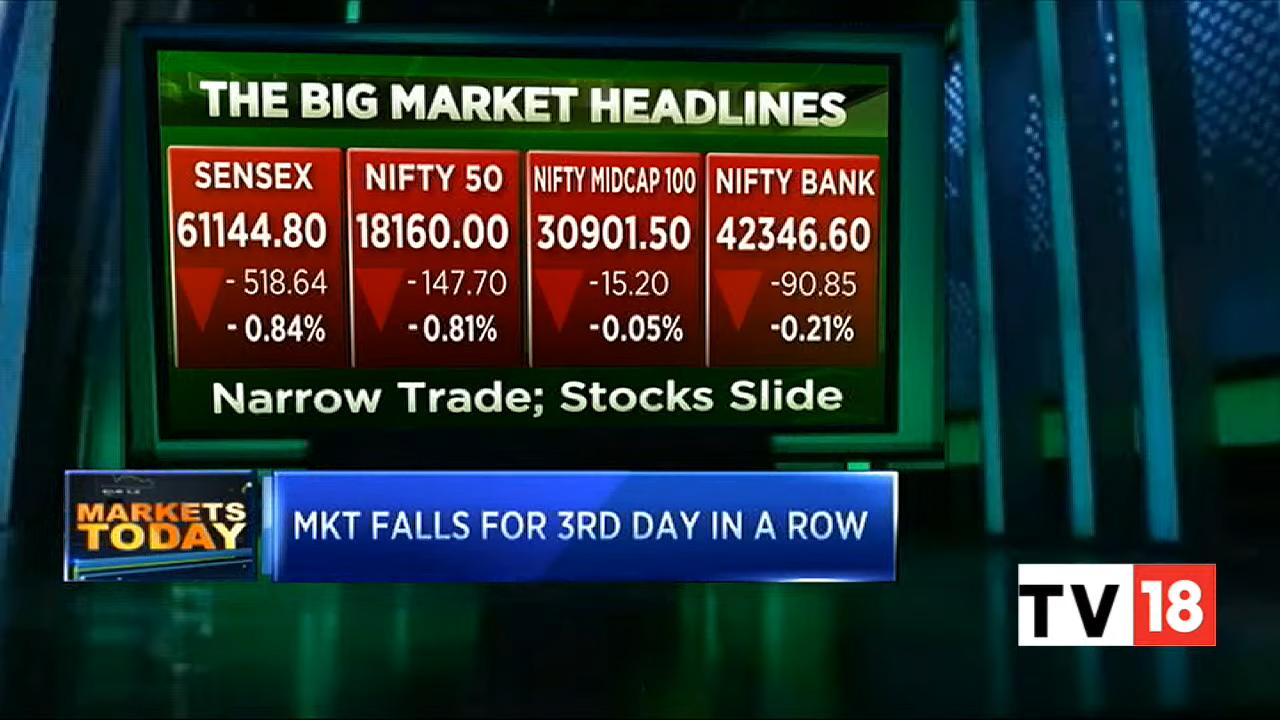 THE BIG MARKET HEADLINES
SENSEX
61144.80
- 518.64
- 0.84%
NIFTY 50
18160.00
-147.70
-0.81%
NIFTY MIDCAP 100
30901.50
-15.20
-0.05%
NIFTY BANK
42346.60
-90.85
-0.21%
Narrow Trade; Stocks Slide
MARKETS
TODAY
MKT FALLS FOR 3RD DAY IN A ROW
TV 18